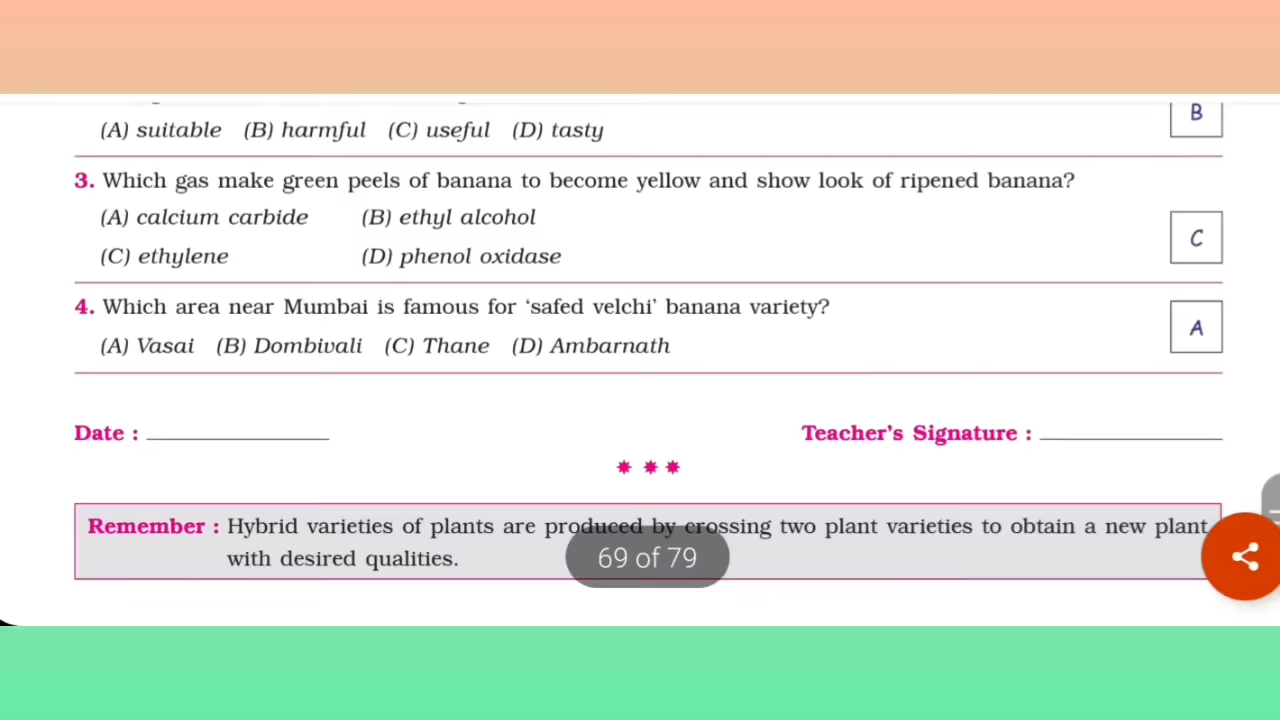 (A) suitable (B) harmful (C) useful (D) tasty
B
3. Which gas make green peels of banana to become yellow and show look of ripened banana?
(A) calcium carbide (B) ethyl alcohol
(C) ethylene (D) phenol oxidase
C
4. Which area near Mumbai is famous for ‘safed velchi’ banana variety?
(A) Vasai (B) Dombivali (C) Thane (D) Ambarnath
A
Date : Teacher's Signature :
Remember : Hybrid varieties of plants are produced by crossing two plant varieties to obtain a new plant
with desired qualities.
69 of 79